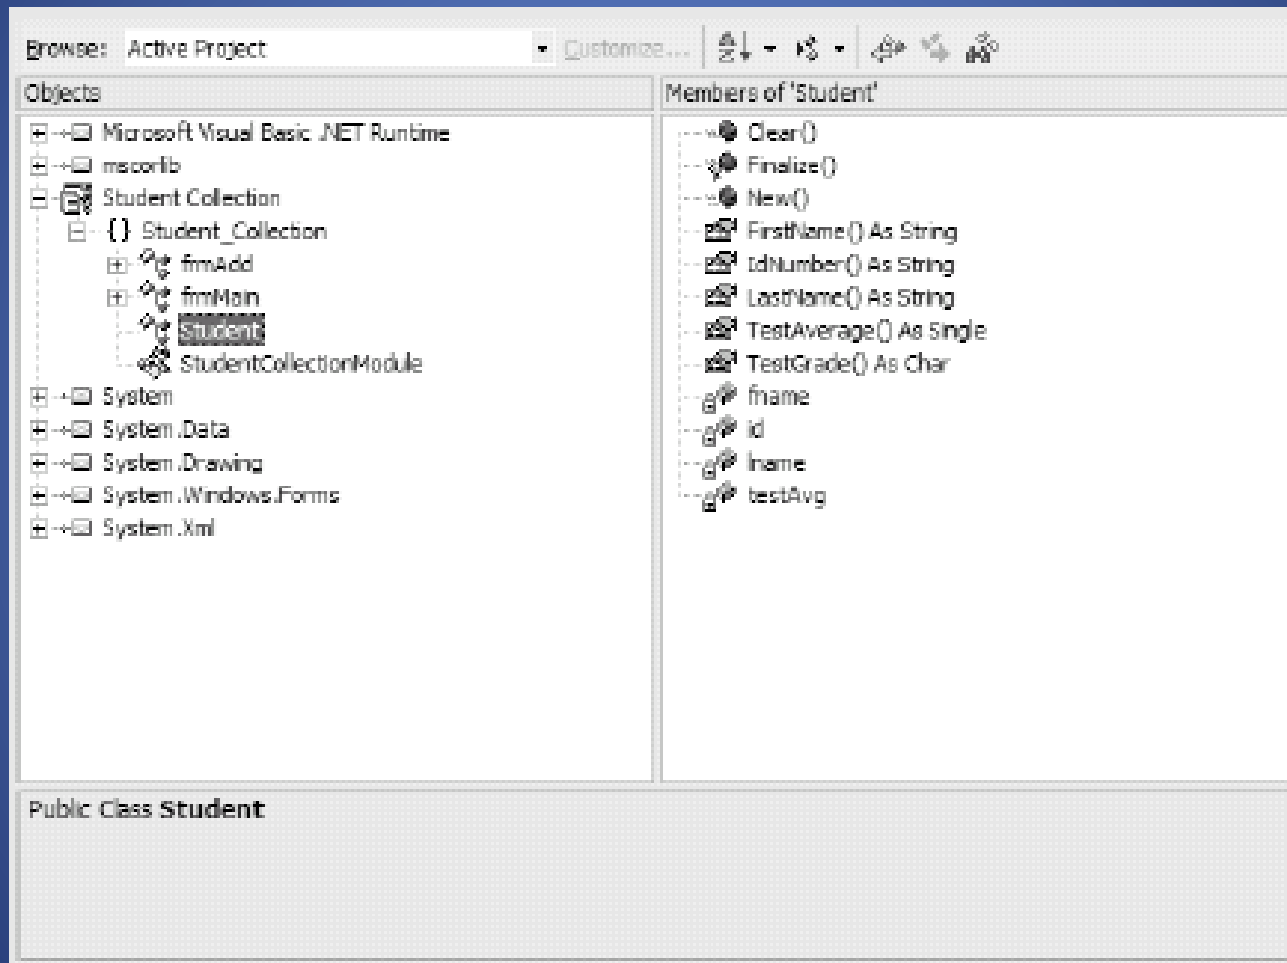 Browse: Active Project Customize...
Objects
Microsoft Visual Basic .NET Runtime
mscorlib
Student Collection
{} Student_Collection
frmAdd
frmMain
Student
StudentCollectionModule
System
System.Data
System.Drawing
System.Windows.Forms
System.Xml
Members of 'Student'
Clear()
Finalize()
New()
FirstName() As String
IdNumber() As String
LastName() As String
TestAverage() As Single
TestGrade() As Char
fname
id
lname
testAvg
Public Class Student